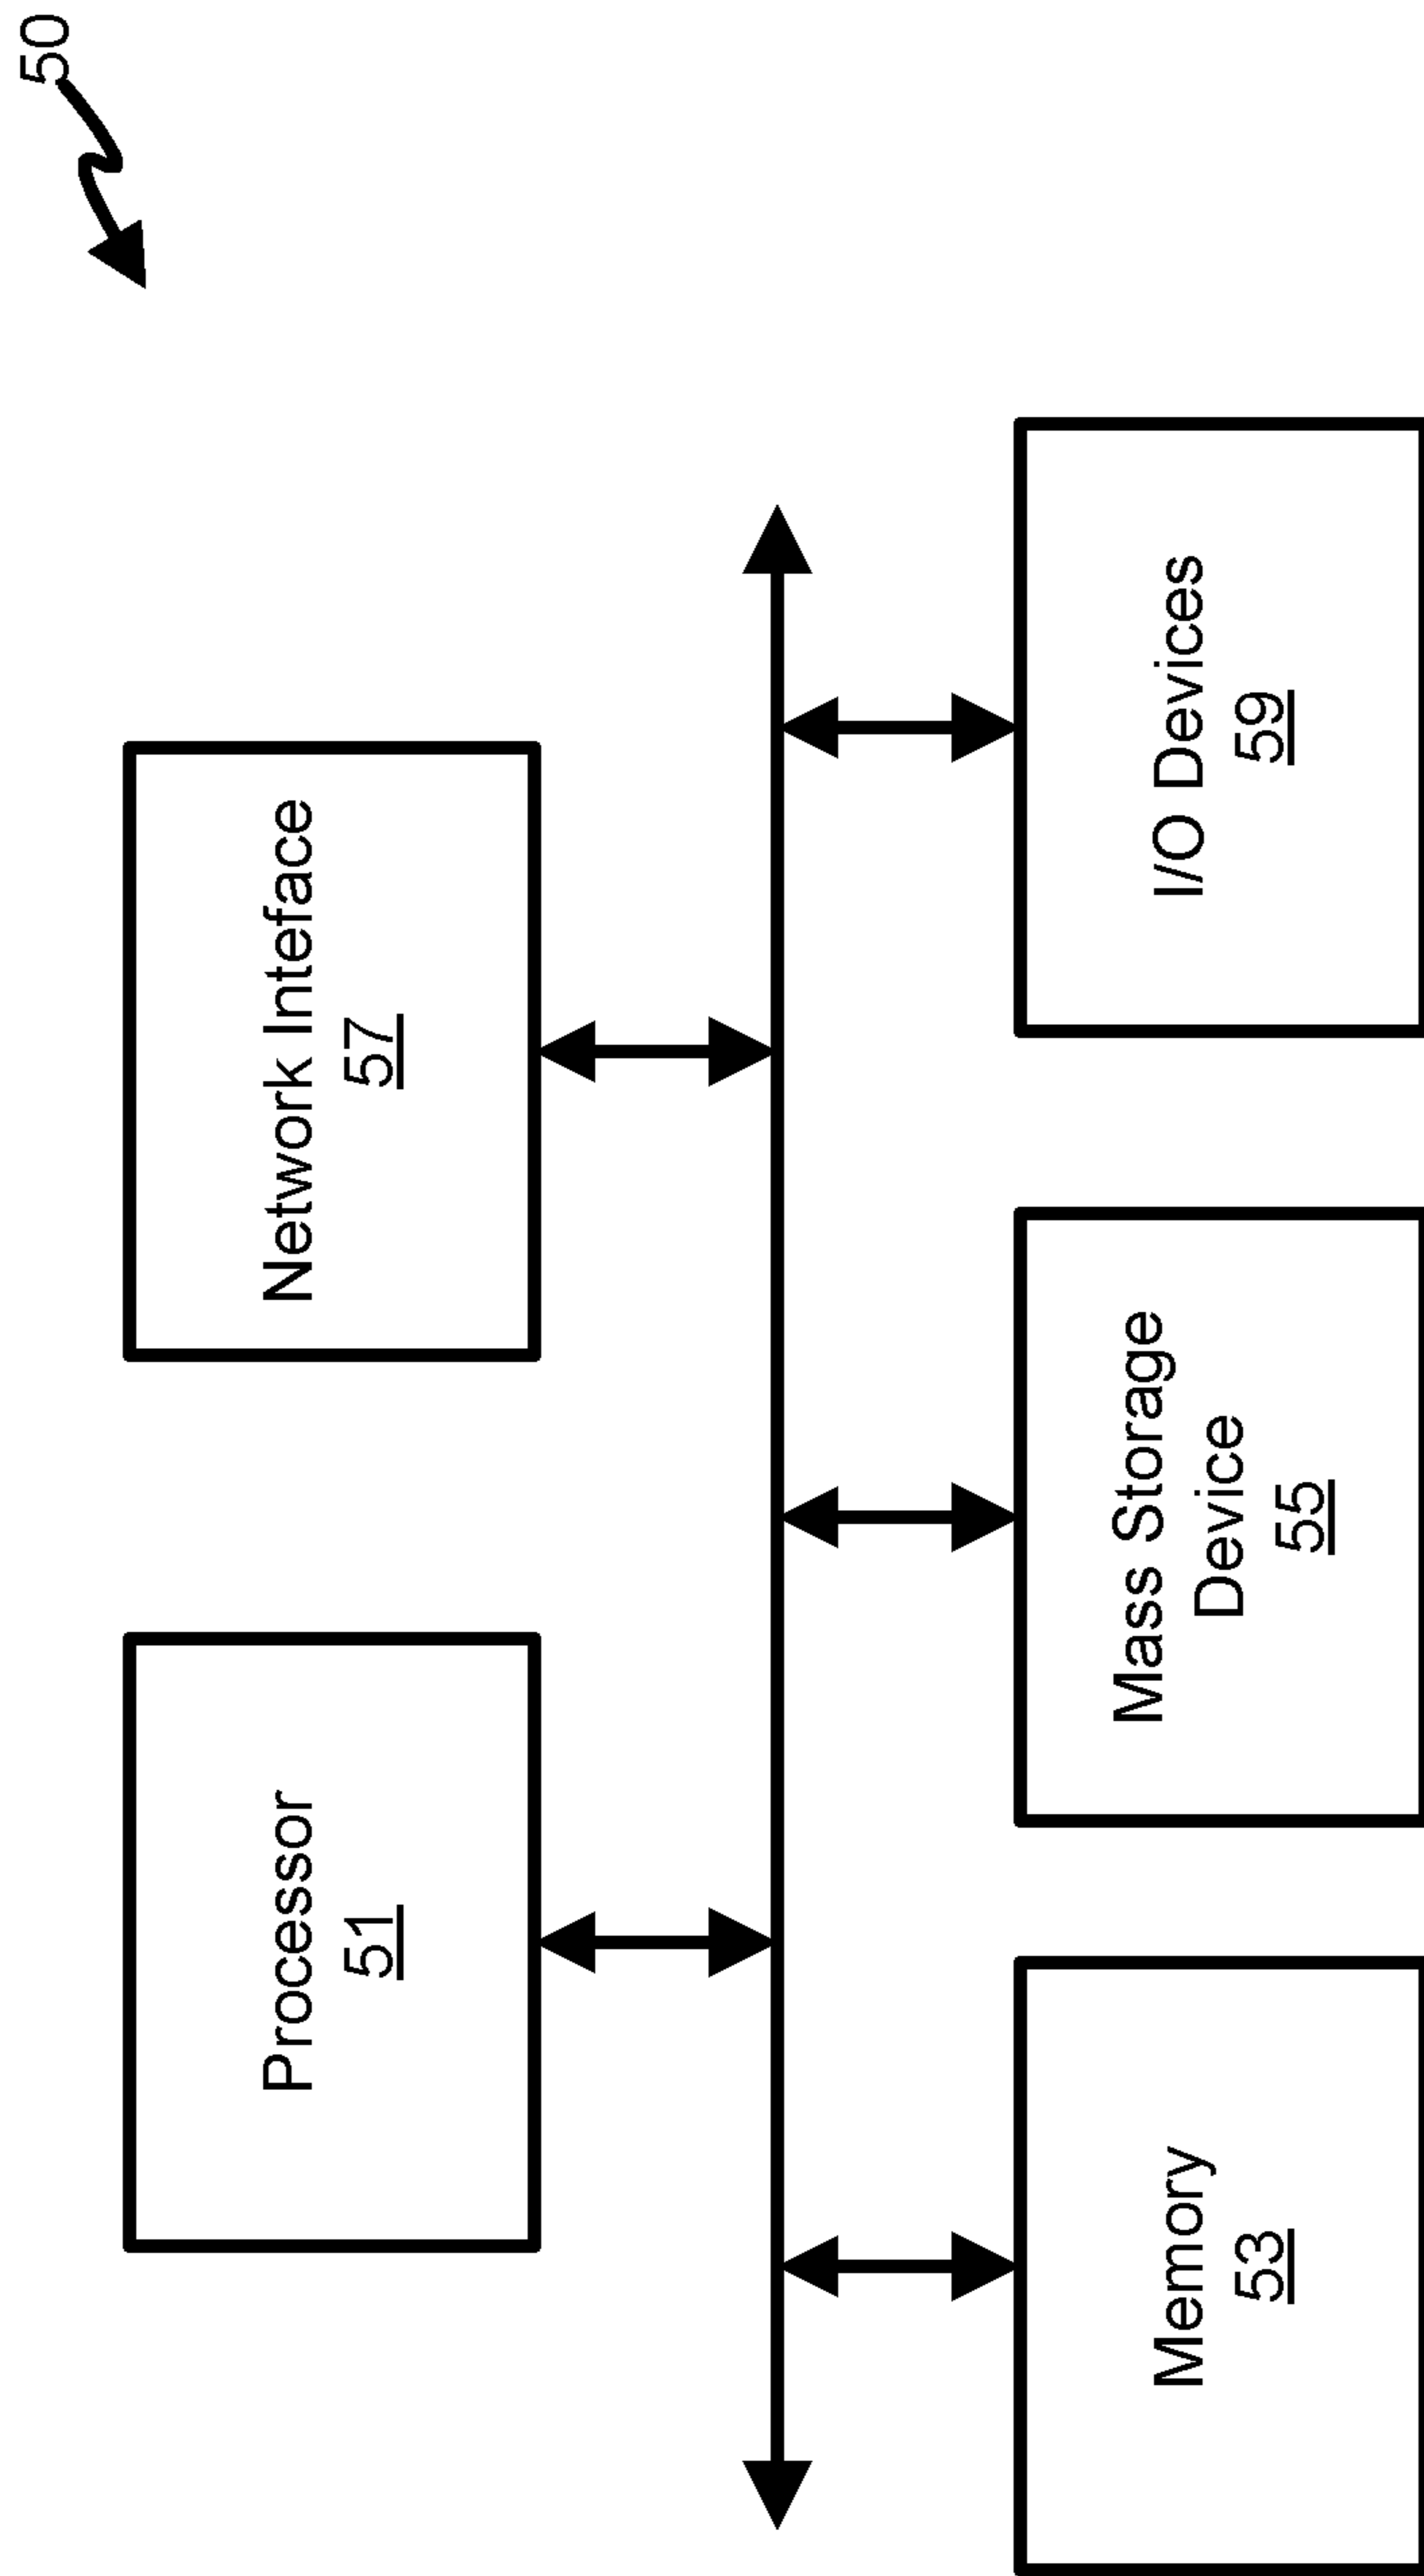 50
Processor
51
Network Inteface
57
Memory
53
Mass Storage
Device
55
I/O Devices
59